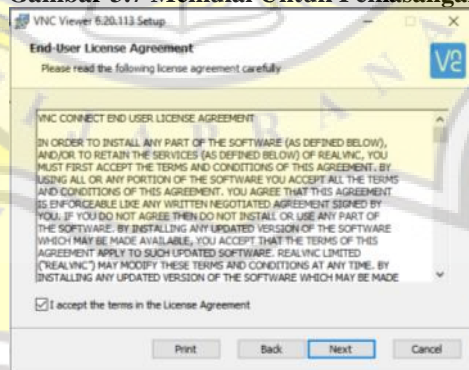 Gambar 3.7 Memulai Untuk Pemasangan
VNC Viewer 6.20.113 Setup
End-User License Agreement
Please read the following license agreement carefully
VNC CONNECT END USER LICENSE AGREEMENT
IN ORDER TO INSTALL ANY PART OF THE SOFTWARE (AS DEFINED BELOW),
AND/OR TO RETAIN THE SERVICES (AS DEFINED BELOW) OF REALVNC, YOU
MUST FIRST ACCEPT THE TERMS AND CONDITIONS OF THIS AGREEMENT. BY
USING ALL OR ANY PORTION OF THE SOFTWARE YOU ACCEPT ALL THE TERMS
AND CONDITIONS OF THIS AGREEMENT. YOU AGREE THAT THIS AGREEMENT
IS ENFORCEABLE LIKE ANY WRITTEN NEGOTIATED AGREEMENT SIGNED BY
YOU. IF YOU DO NOT AGREE THEN DO NOT INSTALL OR USE ANY PART OF
THE SOFTWARE. BY INSTALLING ANY UPDATED VERSION OF THE SOFTWARE
WHICH MAY BE MADE AVAILABLE, YOU ACCEPT THAT THE TERMS OF THIS
AGREEMENT APPLY TO SUCH UPDATED SOFTWARE. REALVNC LIMITED
("REALVNC") MAY MODIFY THESE TERMS AND CONDITIONS AT ANY TIME. BY
INSTALLING ANY UPDATED VERSION OF THE SOFTWARE WHICH MAY BE MADE
I accept the terms in the License Agreement
Print Back Next Cancel